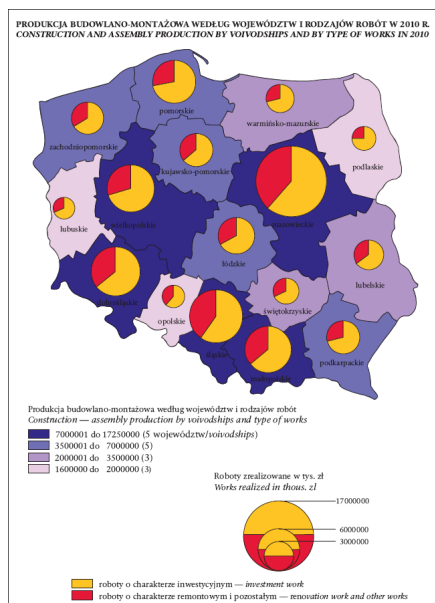 PRODUKCJA BUDOWLANO-MONTAŻOWA WEDŁUG WOJEWÓDZTW I RODZAJÓW ROBÓT W 2010 R.
CONSTRUCTION AND ASSEMBLY PRODUCTION BY VOIVODSHIPS AND BY TYPE OF WORKS IN 2010
pomorskie
warmińsko-mazurskie
zachodniopomorskie
podlaskie
kujawsko-pomorskie
mazowieckie
wielkopolskie
lubuskie
łódzkie
lubelskie
dolnośląskie
świętokrzyskie
opolskie
śląskie
podkarpackie
małopolskie
Produkcja budowlano-montażowa według województw i rodzajów robót
Construction — assembly production by voivodships and type of works
7000001 do 17250000 (5 województw/voivodships)
3500001 do 7000000 (5)
2000001 do 3500000 (3)
1600000 do 2000000 (3)
Roboty zrealizowane w tys. zł
Works realized in thous. zl
17000000
6000000
3000000
roboty o charakterze inwestycyjnym — investment work
roboty o charakterze remontowym i pozostałym — renovation work and other works